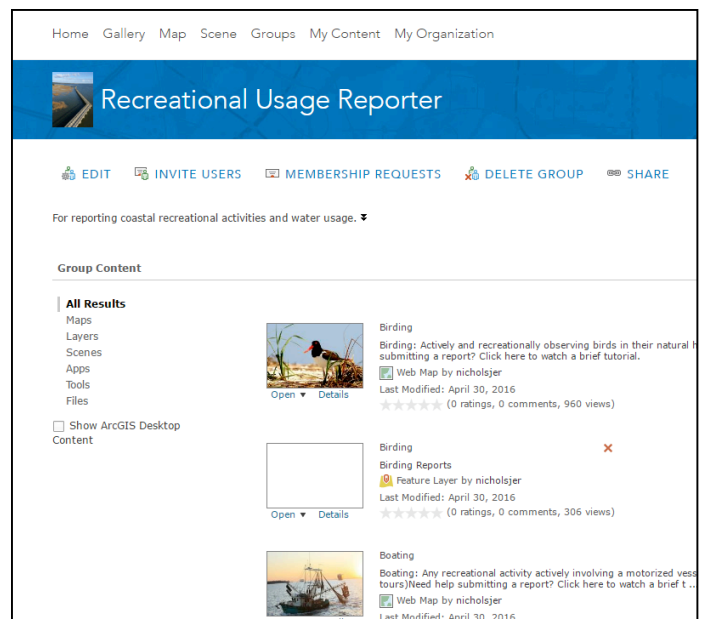 Home Gallery Map Scene Groups My Content My Organization
Recreational Usage Reporter
EDIT INVITE USERS MEMBERSHIP REQUESTS DELETE GROUP SHARE
For reporting coastal recreational activities and water usage.
Group Content
All Results
Maps
Layers
Scenes
Apps
Tools
Files
Show ArcGIS Desktop
Content
Birding
Birding: Actively and recreationally observing birds in their natural
submitting a report? Click here to watch a brief tutorial.
Web Map by nicholsjer
Last Modified: April 30, 2016
(0 ratings, 0 comments, 960 views)
Open Details
Birding
Birding Reports
Feature Layer by nicholsjer
Last Modified: April 30, 2016
(0 ratings, 0 comments, 306 views)
Open Details
Boating
Boating: Any recreational activity actively involving a motorized
tours)Need help submitting a report? Click here to watch a brief t ...
Web Map by nicholsjer
Last Modified: April 30, 2016